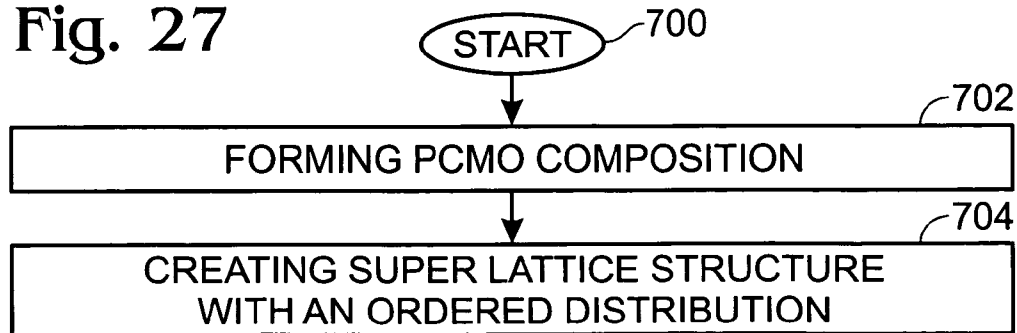 Fig. 27
START
700
702
FORMING PCMO COMPOSITION
704
CREATING SUPER LATTICE STRUCTURE
WITH AN ORDERED DISTRIBUTION